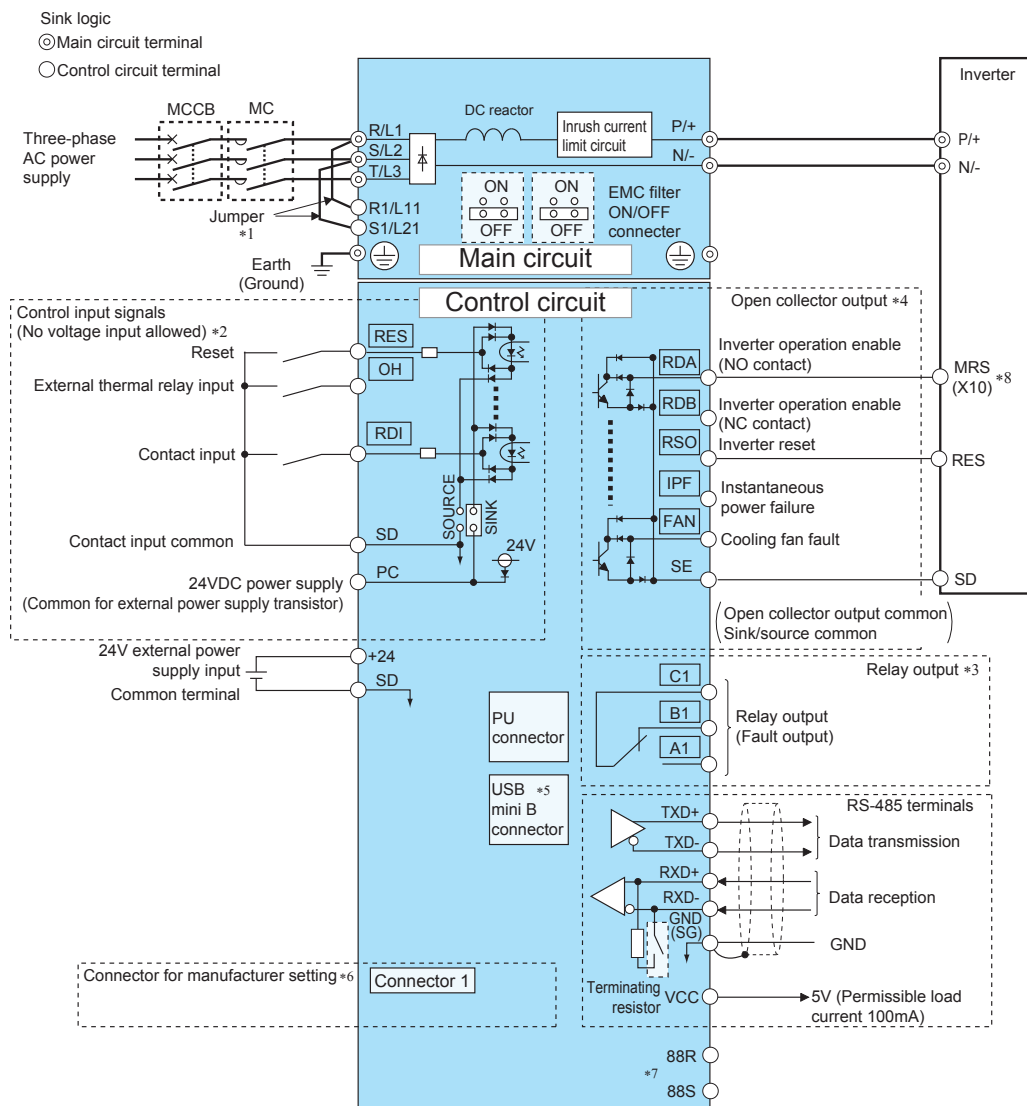 Sink logic
Main circuit terminal
Control circuit terminal
MCCB
MC
Three-phase
AC power
supply
R/L1
S/L2
T/L3
R1/L11
S1/L21
Jumper
*1
Earth
(Ground)
DC reactor
Inrush current
limit circuit
P/+
N/-
ON
OFF
ON
OFF
EMC filter
ON/OFF
connecter
Main circuit
Inverter
P/+
N/-
Control circuit
Control input signals
(No voltage input allowed) *2
Reset
RES
External thermal relay input
OH
Contact input
RDI
SOURCE
SINK
Contact input common
SD
24V
PC
24VDC power supply
(Common for external power supply transistor)
24V external power
supply input
+24
Common terminal
SD
Open collector output *4
RDA
Inverter operation enable
(NO contact)
RDB
Inverter operation enable
(NC contact)
RSO
Inverter reset
IPF
Instantaneous
power failure
FAN
Cooling fan fault
SE
(Open collector output common
Sink/source common)
MRS
(X10) *8
RES
SD
Relay output *3
C1
B1
A1
Relay output
(Fault output)
PU
connector
USB *5
mini B
connector
RS-485 terminals
TXD+
TXD-
Data transmission
RXD+
RXD-
Data reception
GND
(SG)
GND
Terminating
resistor
VCC
5V (Permissible load
current 100mA)
Connector for manufacturer setting *6
Connector 1
88R
*7
88S